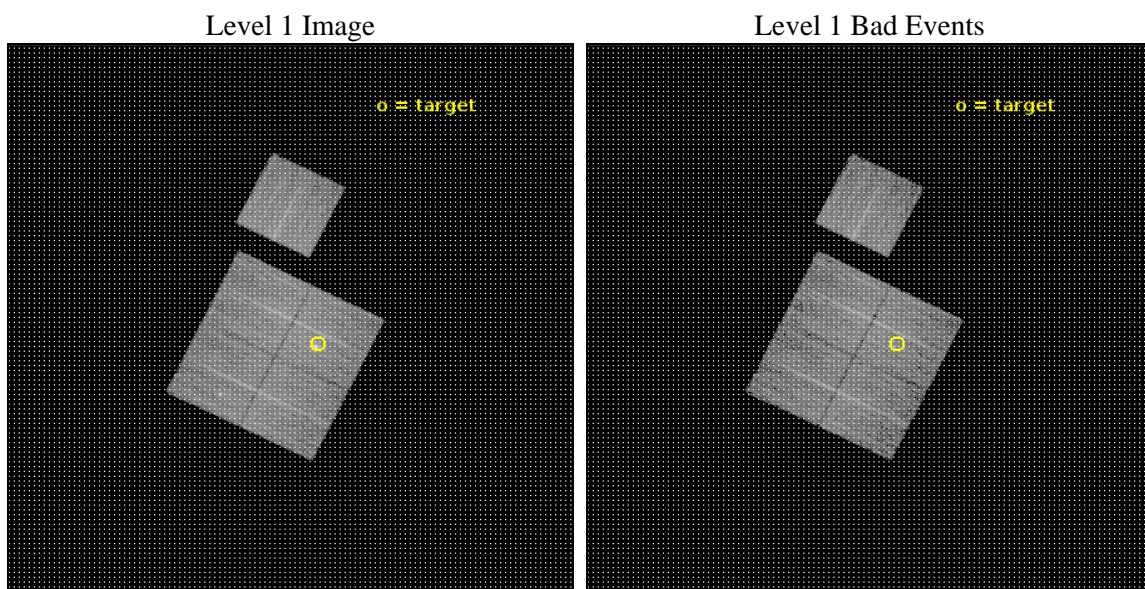 Level 1 Image
Level 1 Bad Events
o = target
o = target